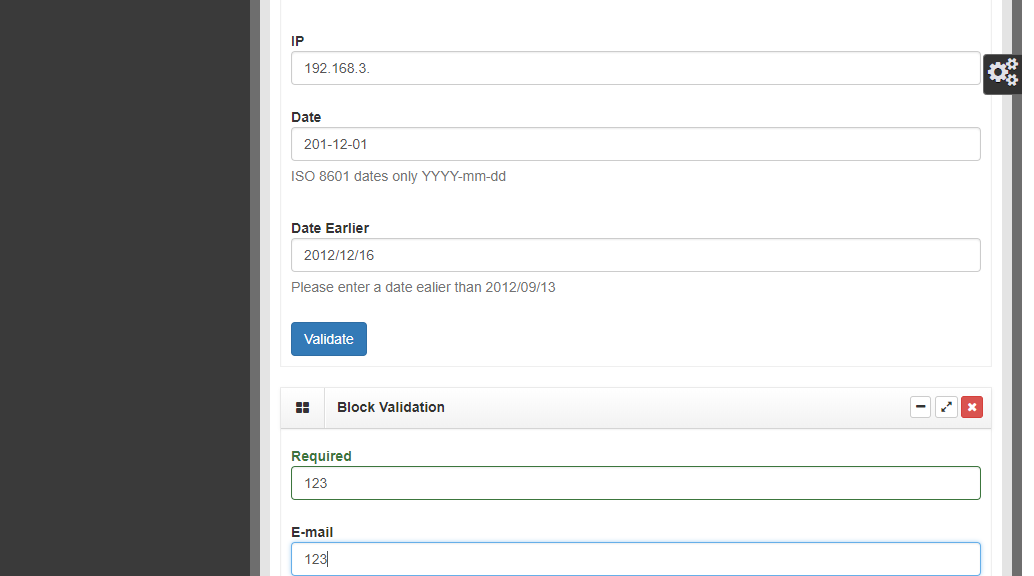 IP
192.168.3.
Date
201-12-01
ISO 8601 dates only YYYY-mm-dd
Date Earlier
2012/12/16
Please enter a date ealier than 2012/09/13
Validate
Block Validation
Required
123
E-mail
123